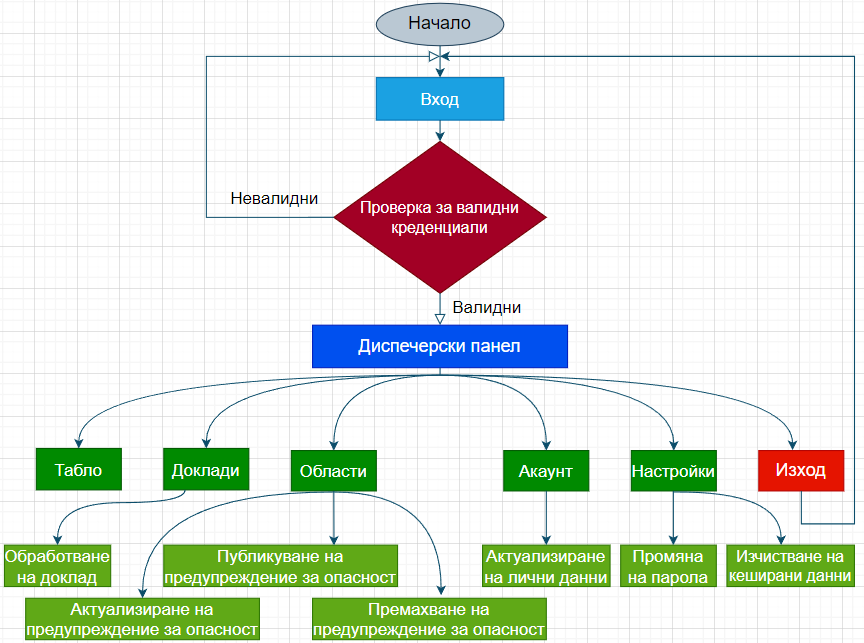 Начало
Вход
Невалидни
Проверка за валидни
креденциали
Валидни
Диспечерски панел
Табло
Доклади
Области
Акаунт
Настройки
Изход
Обработване
на доклад
Публикуване на
предупреждение за опасност
Актуализиране
на лични данни
Промяна
на парола
Изчистване на
кеширани данни
Актуализиране на
предупреждение за опасност
Премахване на
предупреждение за опасност